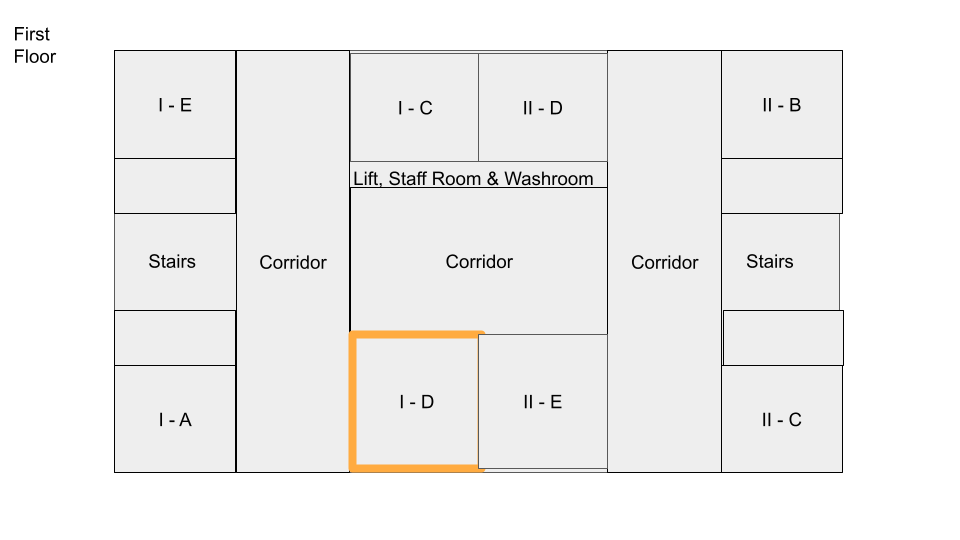 First
Floor
I - E
I - C
II - D
II - B
Lift, Staff Room & Washroom
Stairs
Corridor
Corridor
Corridor
Stairs
I - A
I - D
II - E
II - C